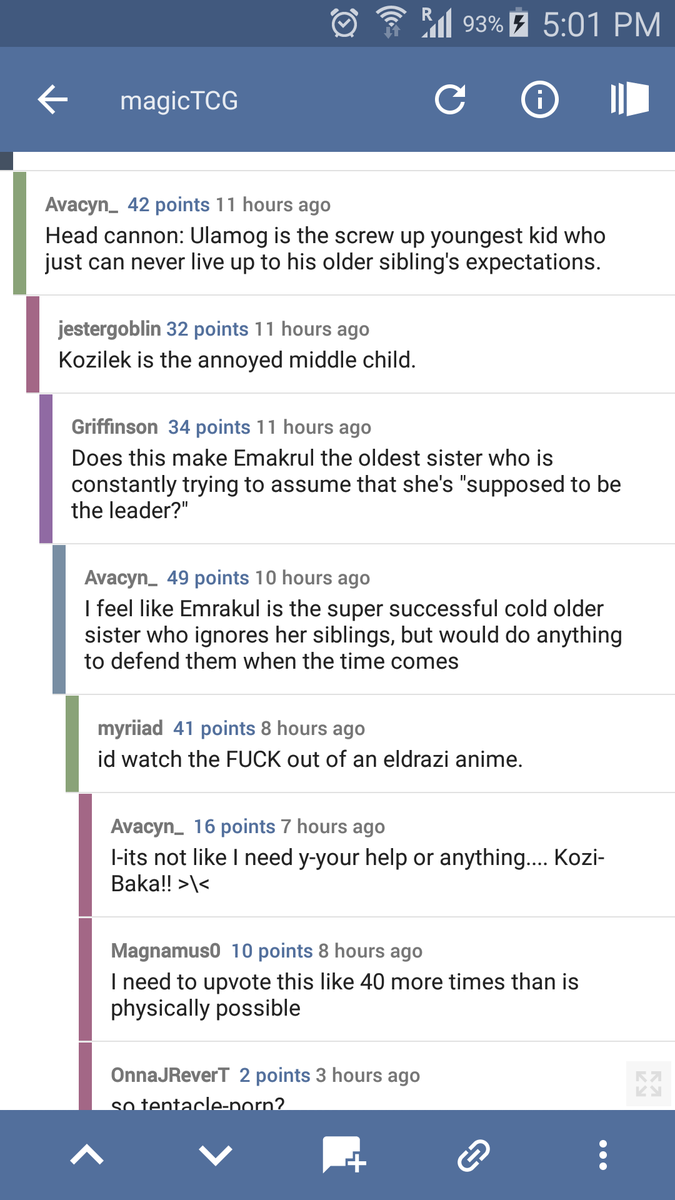 R 93% 5:01 PM
magicTCG
Avacyn_ 42 points 11 hours ago
Head cannon: Ulamog is the screw up youngest kid who
just can never live up to his older sibling's expectations.
jestergoblin 32 points 11 hours ago
Kozilek is the annoyed middle child.
Griffinson 34 points 11 hours ago
Does this make Emakrul the oldest sister who is
constantly trying to assume that she's "supposed to be
the leader?"
Avacyn_ 49 points 10 hours ago
I feel like Emrakul is the super successful cold older
sister who ignores her siblings, but would do anything
to defend them when the time comes
myriiad 41 points 8 hours ago
id watch the FUCK out of an eldrazi anime.
Avacyn_ 16 points 7 hours ago
I-its not like I need y-your help or anything.... Kozi-
Baka!! >\<
Magnamus0 10 points 8 hours ago
I need to upvote this like 40 more times than is
physically possible
OnnaJReverT 2 points 3 hours ago
so tentacle-porn?